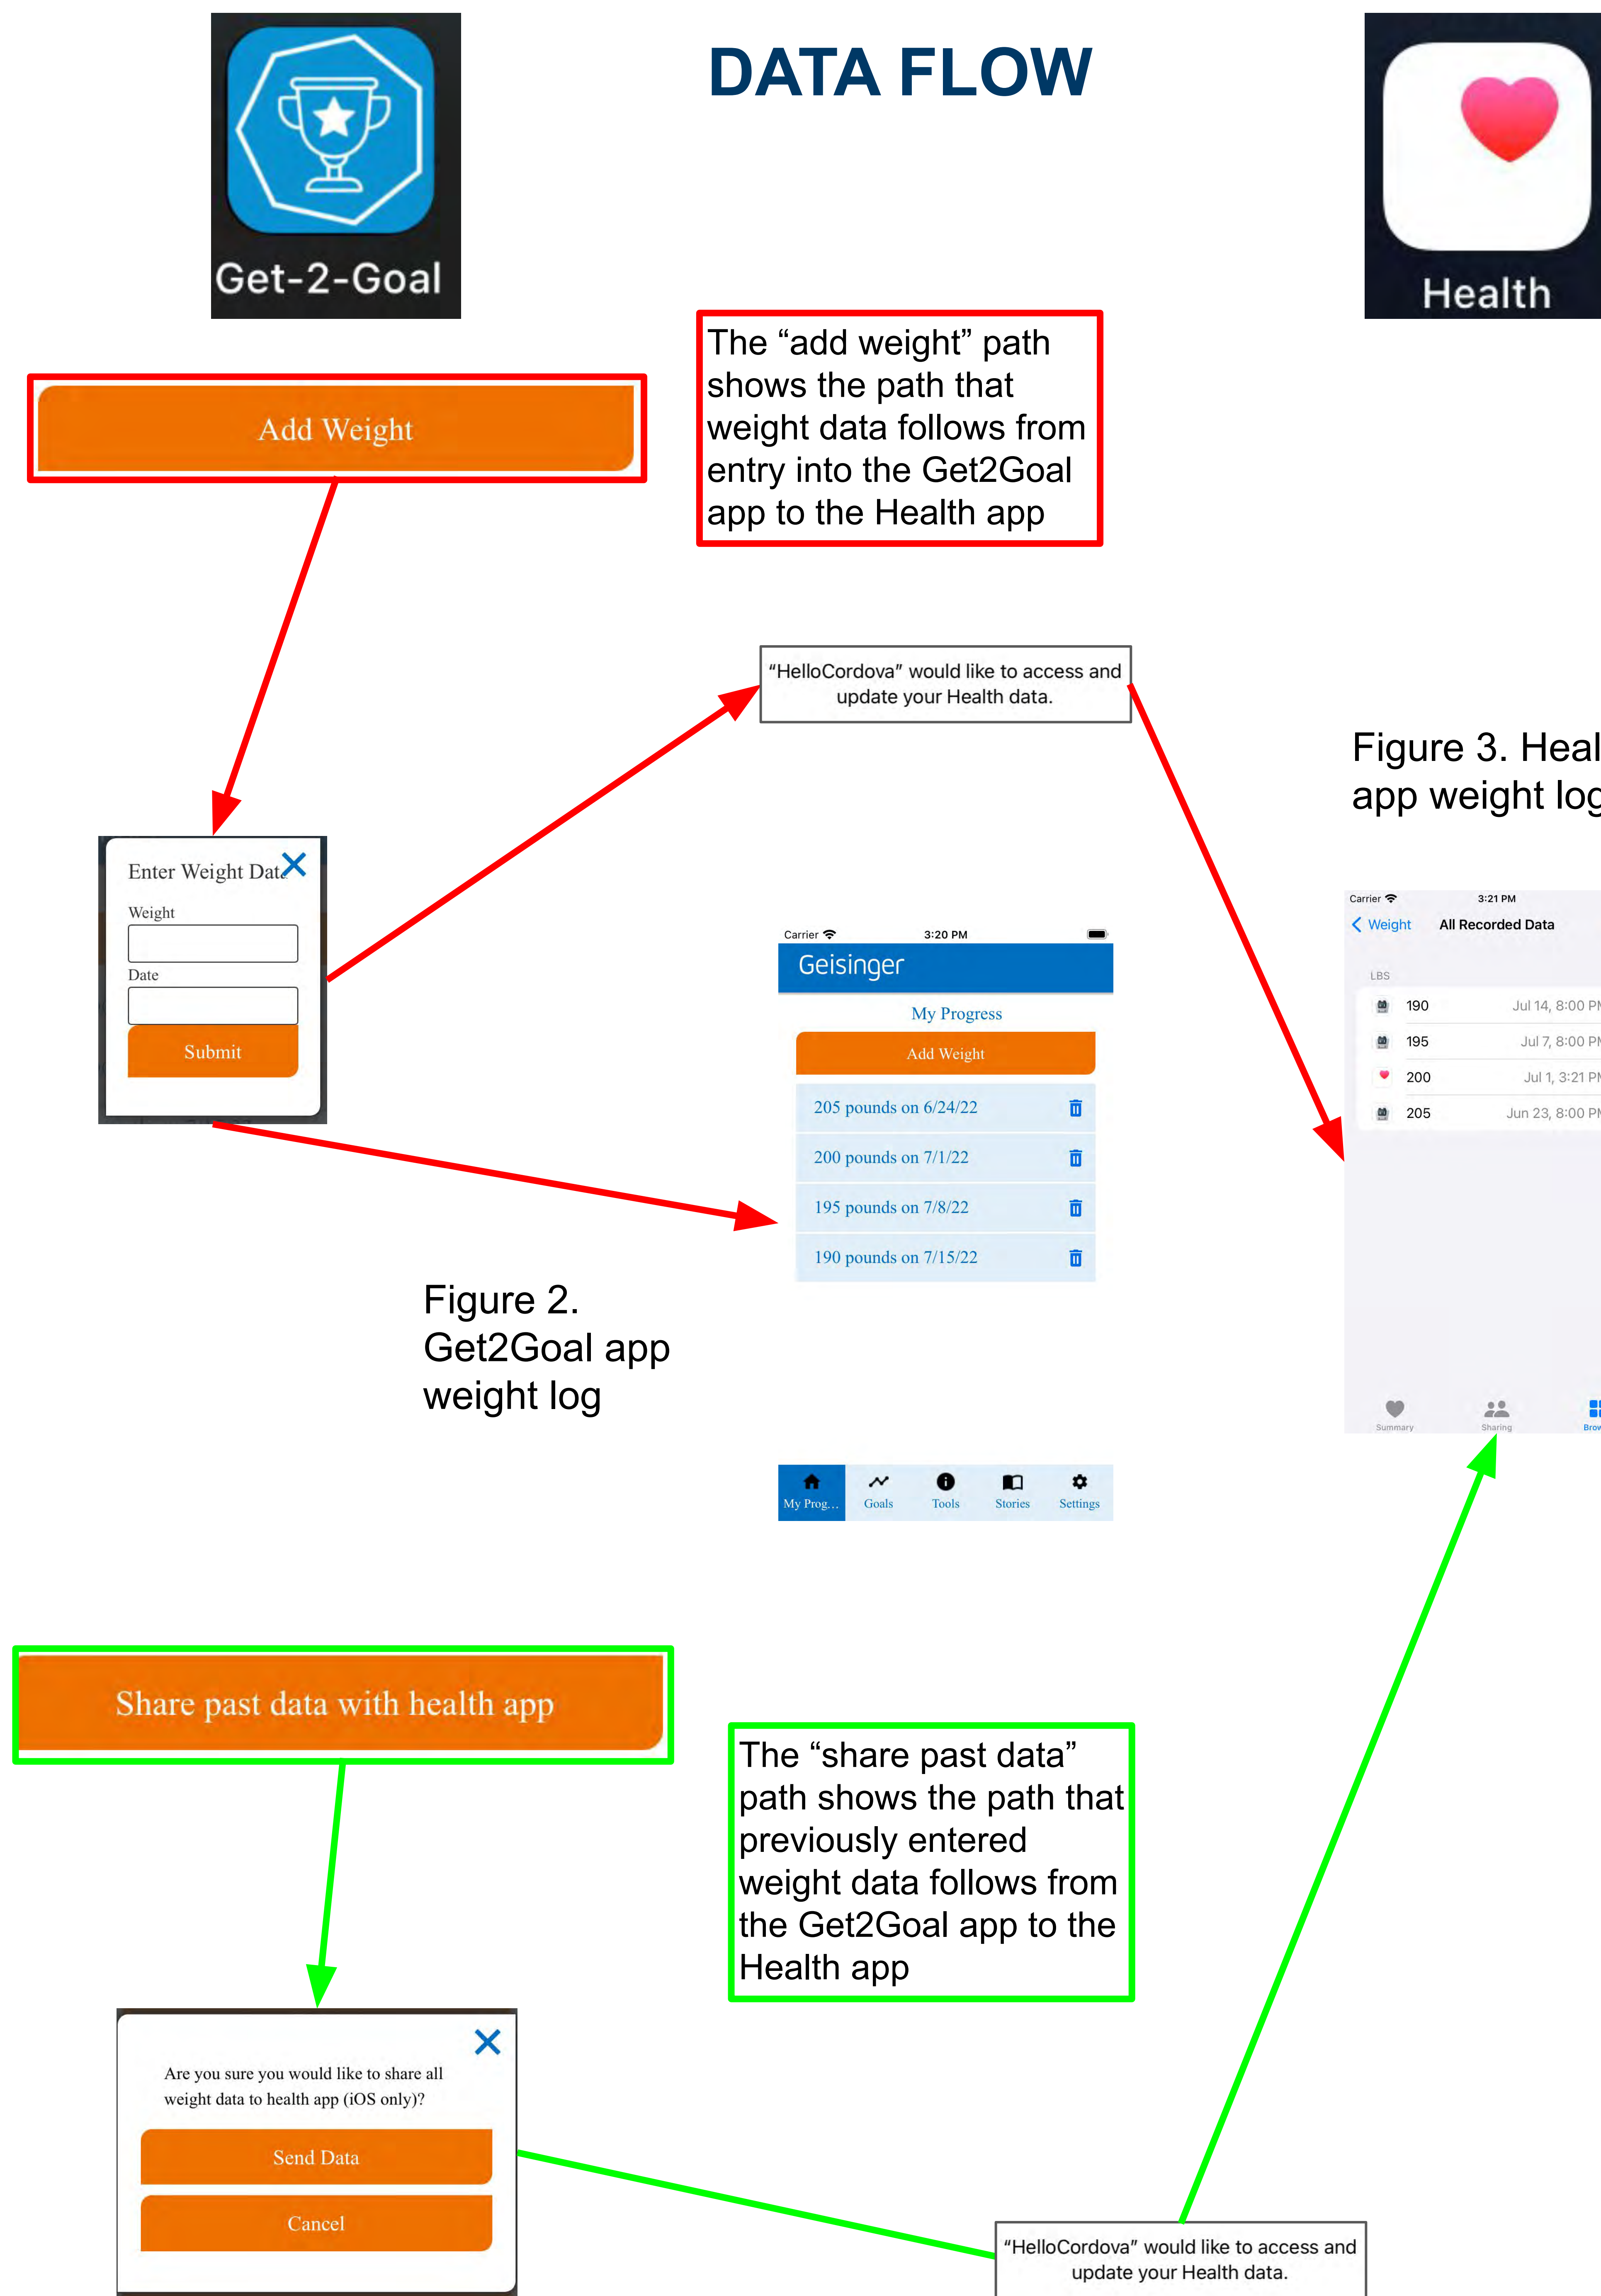 DATA FLOW
Get-2-Goal
Health
The “add weight” path
shows the path that
weight data follows from
entry into the Get2Goal
app to the Health app
Add Weight
"HelloCordova" would like to access and
update your Health data.
Figure 3. Heal
app weight log
Enter Weight Data
Weight
Date
Submit
Carrier 3:20 PM
Geisinger
My Progress
Add Weight
205 pounds on 6/24/22
200 pounds on 7/1/22
195 pounds on 7/8/22
190 pounds on 7/15/22
My Prog... Goals Tools Stories Settings
Carrier 3:21 PM
Weight All Recorded Data
LBS
190 Jul 14, 8:00 PM
195 Jul 7, 8:00 PM
200 Jul 1, 3:21 PM
205 Jun 23, 8:00 PM
Summary Sharing Brow
Figure 2.
Get2Goal app
weight log
Share past data with health app
The “share past data”
path shows the path that
previously entered
weight data follows from
the Get2Goal app to the
Health app
Are you sure you would like to share all
weight data to health app (iOS only)?
Send Data
Cancel
"HelloCordova" would like to access and
update your Health data.